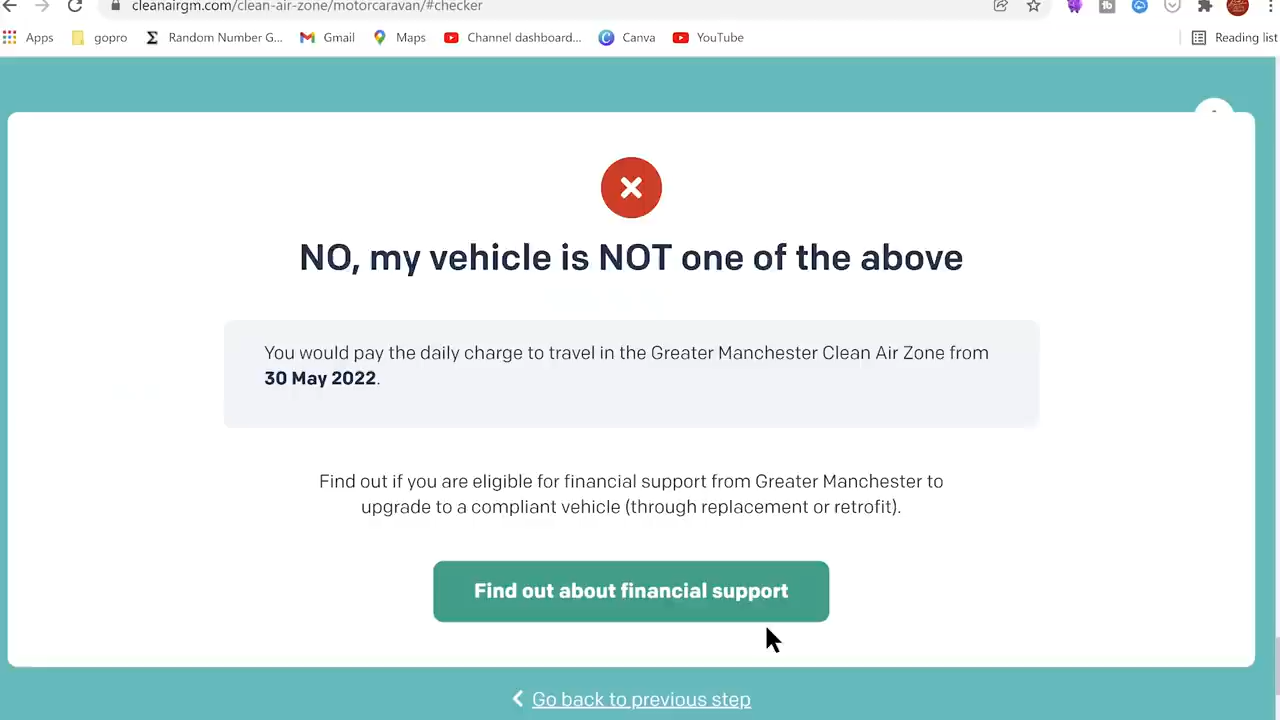 cleanairgm.com/clean-air-zone/motorcaravan/#checker
Apps gopro Random Number G... Gmail Maps Channel dashboard... Canva YouTube Reading list
NO, my vehicle is NOT one of the above
You would pay the daily charge to travel in the Greater Manchester Clean Air Zone from
30 May 2022.
Find out if you are eligible for financial support from Greater Manchester to
upgrade to a compliant vehicle (through replacement or retrofit).
Find out about financial support
Go back to previous step